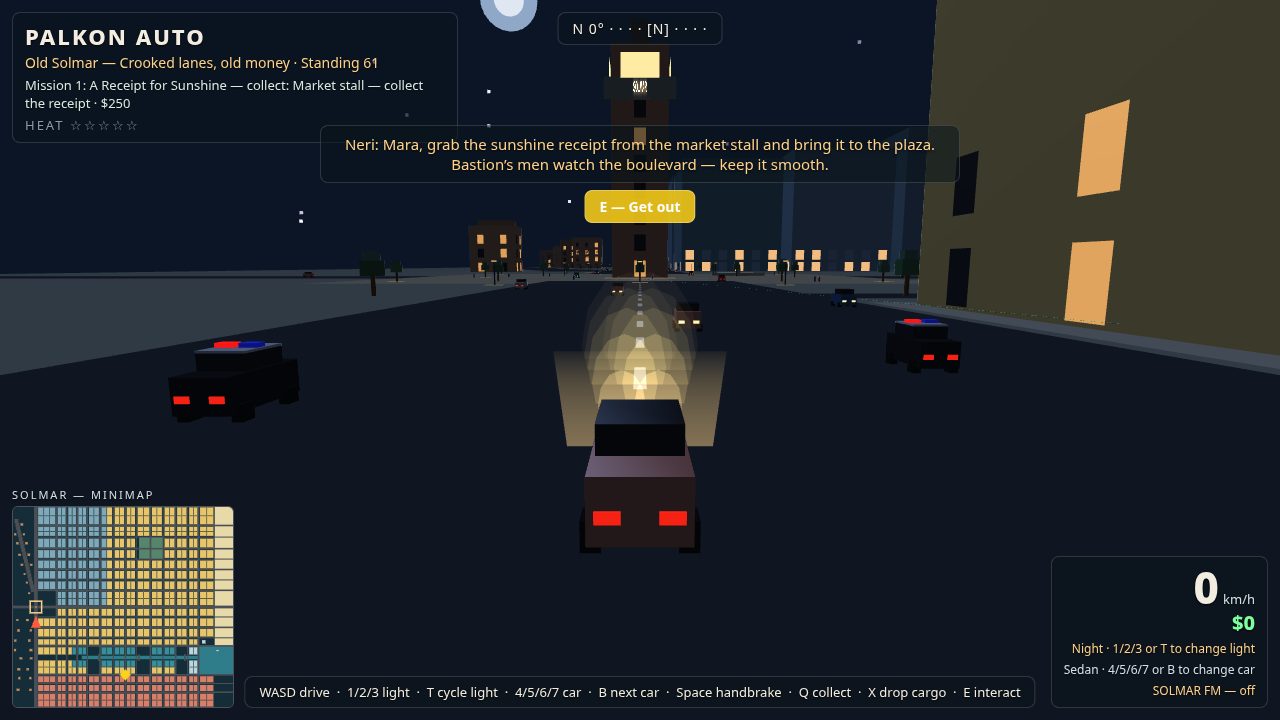 PALKON AUTO
Old Solmar — Crooked lanes, old money · Standing 61
Mission 1: A Receipt for Sunshine — collect: Market stall — collect
the receipt · $250
HEAT ☆☆☆☆☆
N 0° · · · · [N] · · · ·
Neri: Mara, grab the sunshine receipt from the market stall and bring it to the plaza.
Bastion’s men watch the boulevard — keep it smooth.
E — Get out
SOLMAR — MINIMAP
0 km/h
$0
Night · 1/2/3 or T to change light
Sedan · 4/5/6/7 or B to change car
SOLMAR FM — off
WASD drive · 1/2/3 light · T cycle light · 4/5/6/7 car · B next car · Space handbrake · Q collect · X drop cargo · E interact